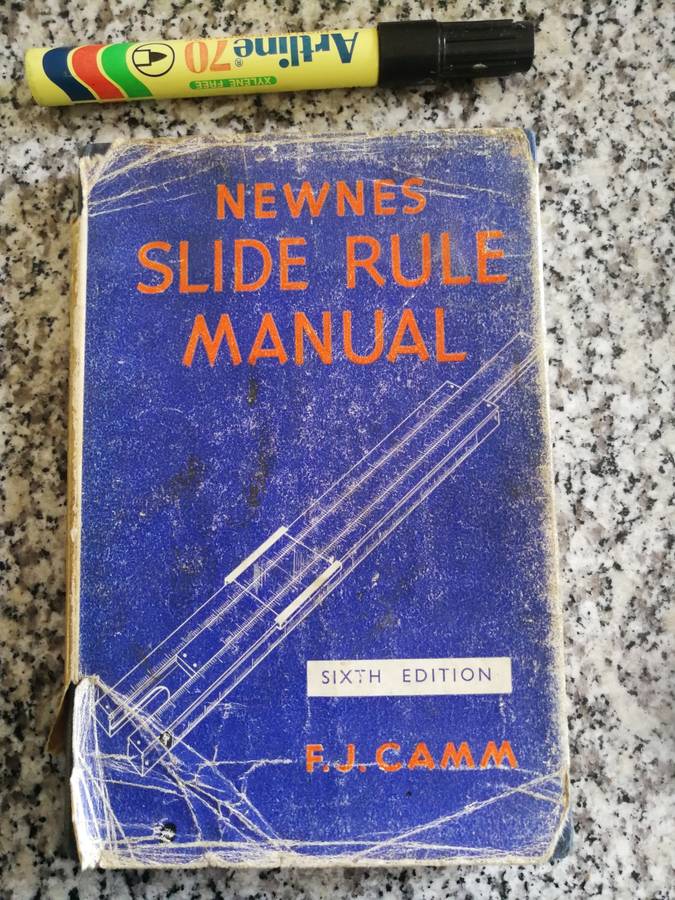 Artline 70®
XYLENE FREE
NEWNES
SLIDE RULE
MANUAL
SIXTH EDITION
F.J. CAMM